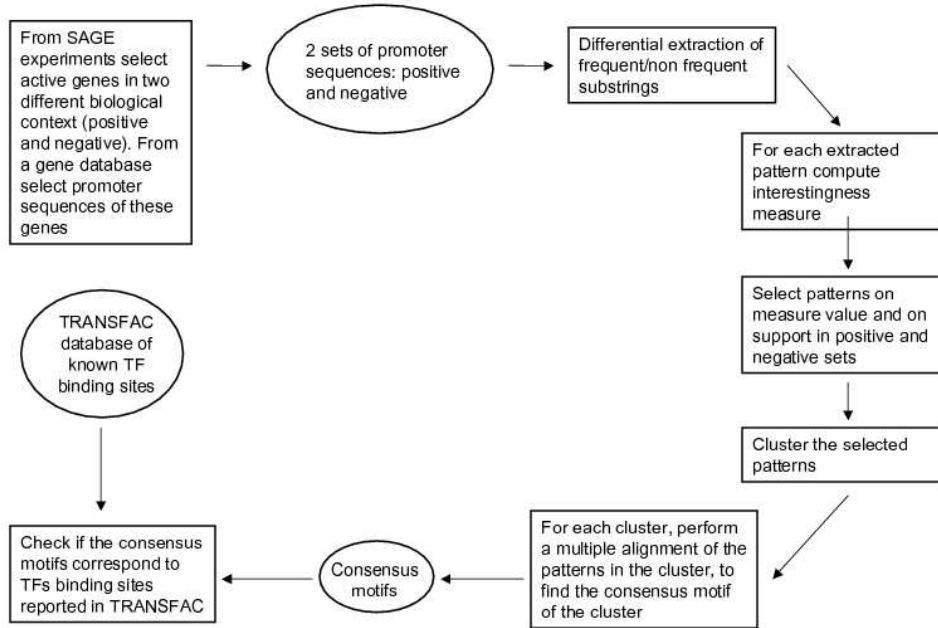 From SAGE
experiments select
active genes in two
different biological
context (positive
and negative). From
a gene database
select promoter
sequences of these
genes
2 sets of promoter
sequences: positive
and negative
Differential extraction of
frequent/non frequent
substrings
For each extracted
pattern compute
interestingness
measure
Select patterns on
measure value and on
support in positive and
negative sets
Cluster the selected
patterns
For each cluster, perform
a multiple alignment of the
patterns in the cluster, to
find the consensus motif
of the cluster
Consensus
motifs
TRANSFAC
database of
known TF
binding sites
Check if the consensus
motifs correspond to
TFs binding sites
reported in TRANSFAC